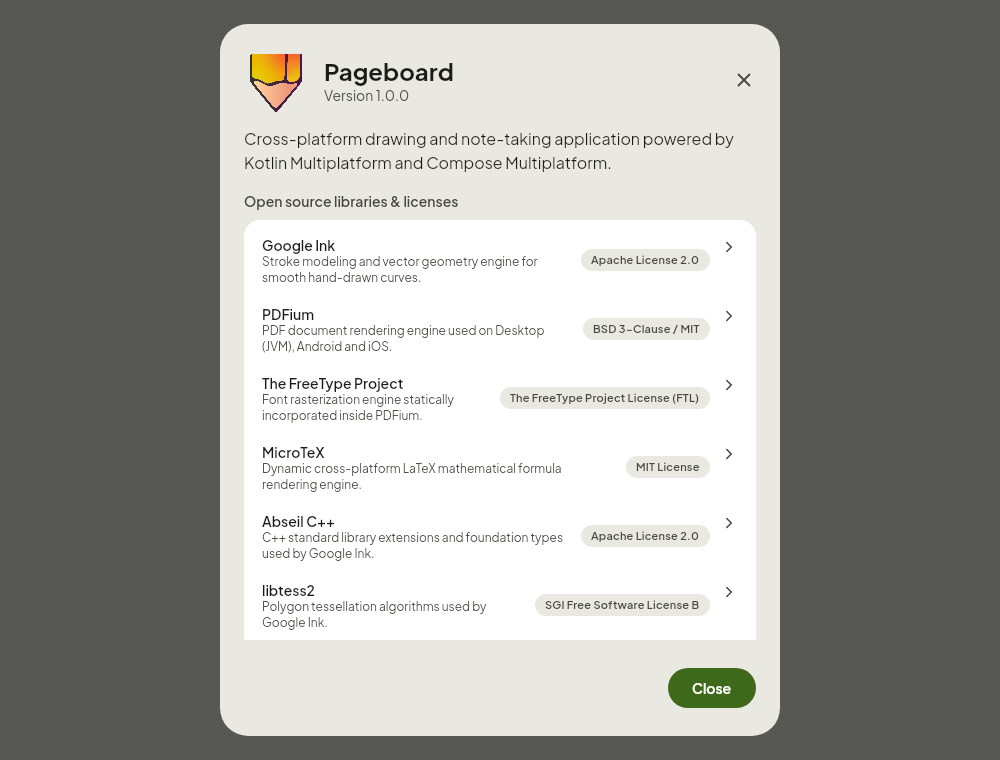 Pageboard
Version 1.0.0
Cross-platform drawing and note-taking application powered by
Kotlin Multiplatform and Compose Multiplatform.
Open source libraries & licenses
Google Ink
Stroke modeling and vector geometry engine for
smooth hand-drawn curves.
Apache License 2.0
PDFium
PDF document rendering engine used on Desktop
(JVM), Android and iOS.
BSD 3-Clause / MIT
The FreeType Project
Font rasterization engine statically
incorporated inside PDFium.
The FreeType Project License (FTL)
MicroTeX
Dynamic cross-platform LaTeX mathematical formula
rendering engine.
MIT License
Abseil C++
C++ standard library extensions and foundation types
used by Google Ink.
Apache License 2.0
libtess2
Polygon tessellation algorithms used by
Google Ink.
SGI Free Software License B
Close